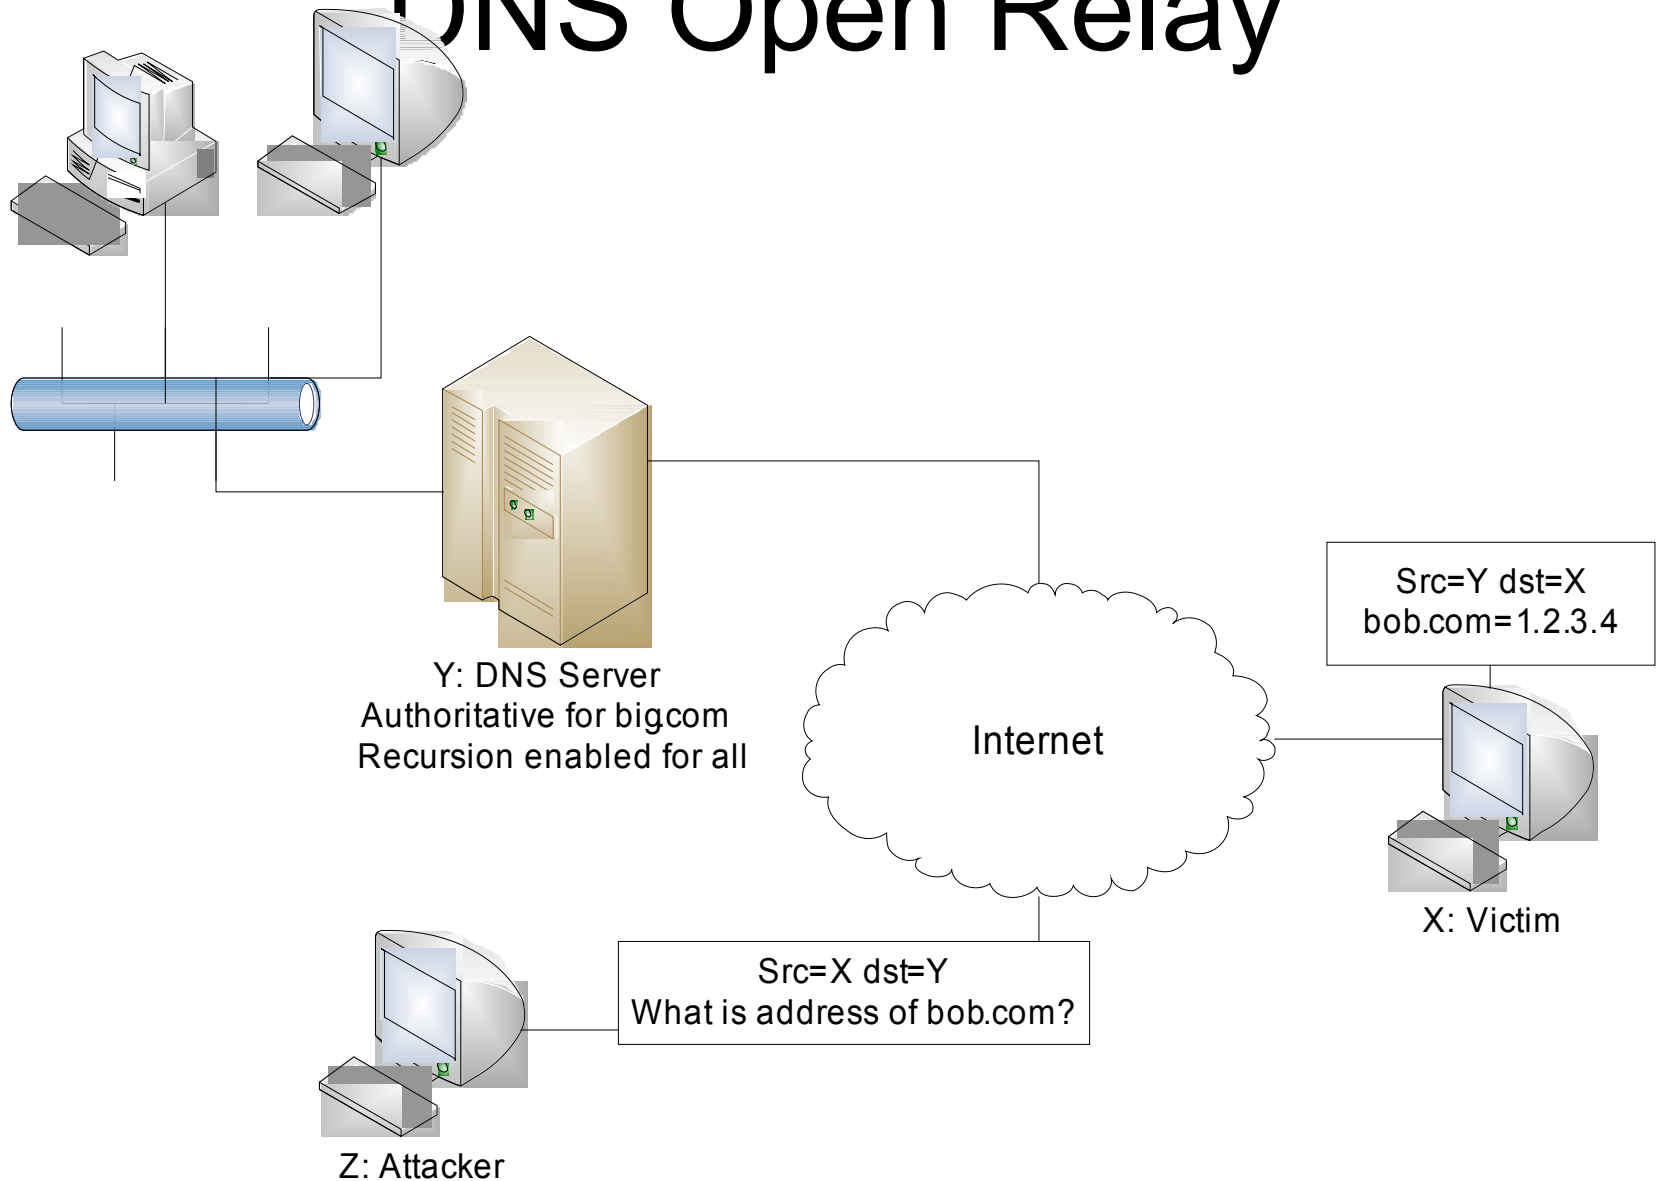 DNS Open Relay
Src=Y dst=X
bob.com=1.2.3.4
Y: DNS Server
Authoritative for big.com
Recursion enabled for all
Internet
X: Victim
Src=X dst=Y
What is address of bob.com?
Z: Attacker